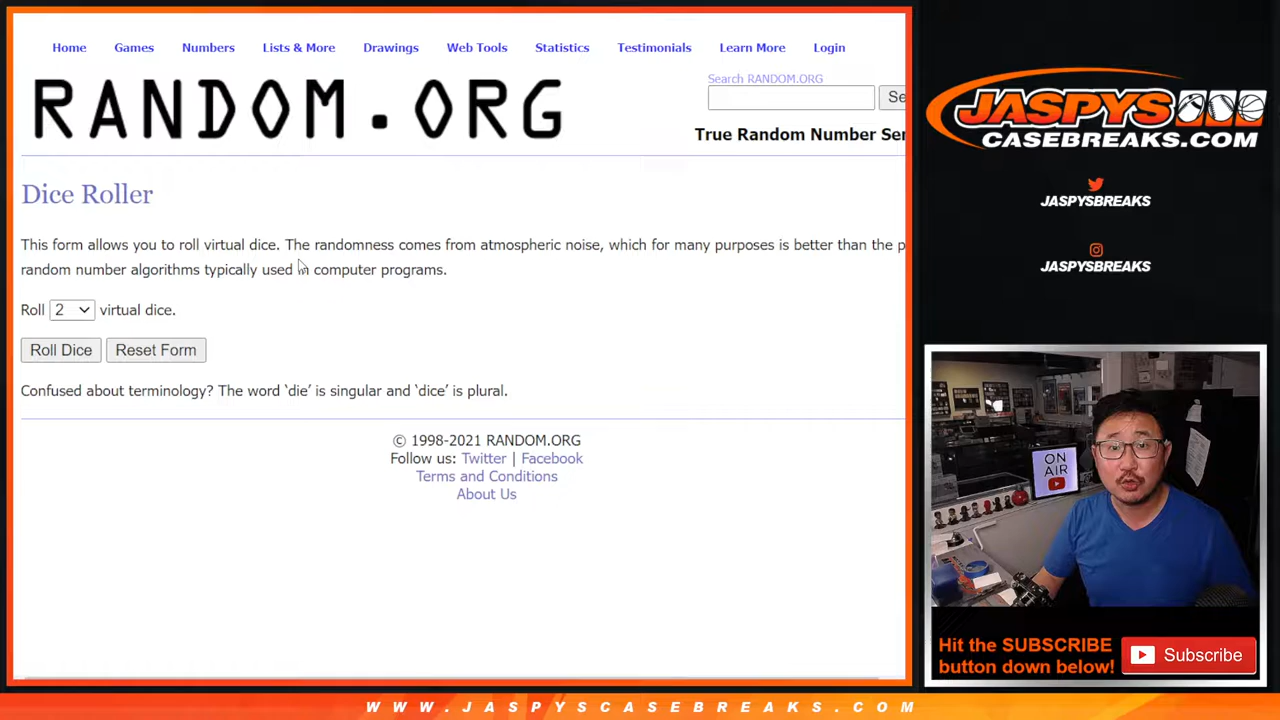 Home Games Numbers Lists & More Drawings Web Tools Statistics Testimonials Learn More Login
RANDOM.ORG
Search RANDOM.ORG
Se
True Random Number Ser
Dice Roller
This form allows you to roll virtual dice. The randomness comes from atmospheric noise, which for many purposes is better than the p
random number algorithms typically used in computer programs.
Roll 2 virtual dice.
Roll Dice Reset Form
Confused about terminology? The word ‘die’ is singular and ‘dice’ is plural.
© 1998-2021 RANDOM.ORG
Follow us: Twitter | Facebook
Terms and Conditions
About Us
JASPYS
CASEBREAKS.COM
JASPYSBREAKS
JASPYSBREAKS
ON
AIR
Hit the SUBSCRIBE
button down below!
Subscribe
WWW.JASPYSCASEBREAKS.COM